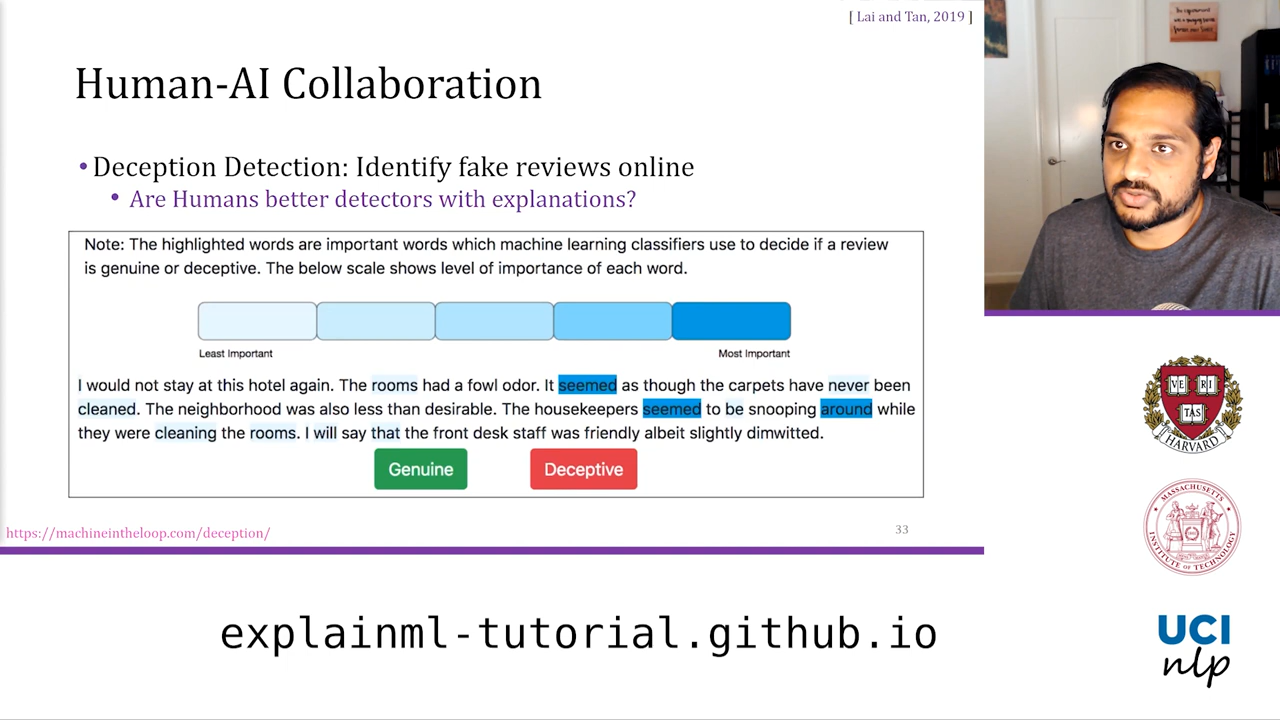 [ Lai and Tan, 2019 ]
Human-AI Collaboration
• Deception Detection: Identify fake reviews online
• Are Humans better detectors with explanations?
Note: The highlighted words are important words which machine learning classifiers use to decide if a review
is genuine or deceptive. The below scale shows level of importance of each word.
Least Important
Most Important
I would not stay at this hotel again. The rooms had a fowl odor. It seemed as though the carpets have never been
cleaned. The neighborhood was also less than desirable. The housekeepers seemed to be snooping around while
they were cleaning the rooms. I will say that the front desk staff was friendly albeit slightly dimwitted.
Genuine
Deceptive
https://machineintheloop.com/deception/
33
explainml-tutorial.github.io
VE RI
TAS
HARVARD
MASSACHUSETTS
INSTITUTE OF TECHNOLOGY
UCI
nlp